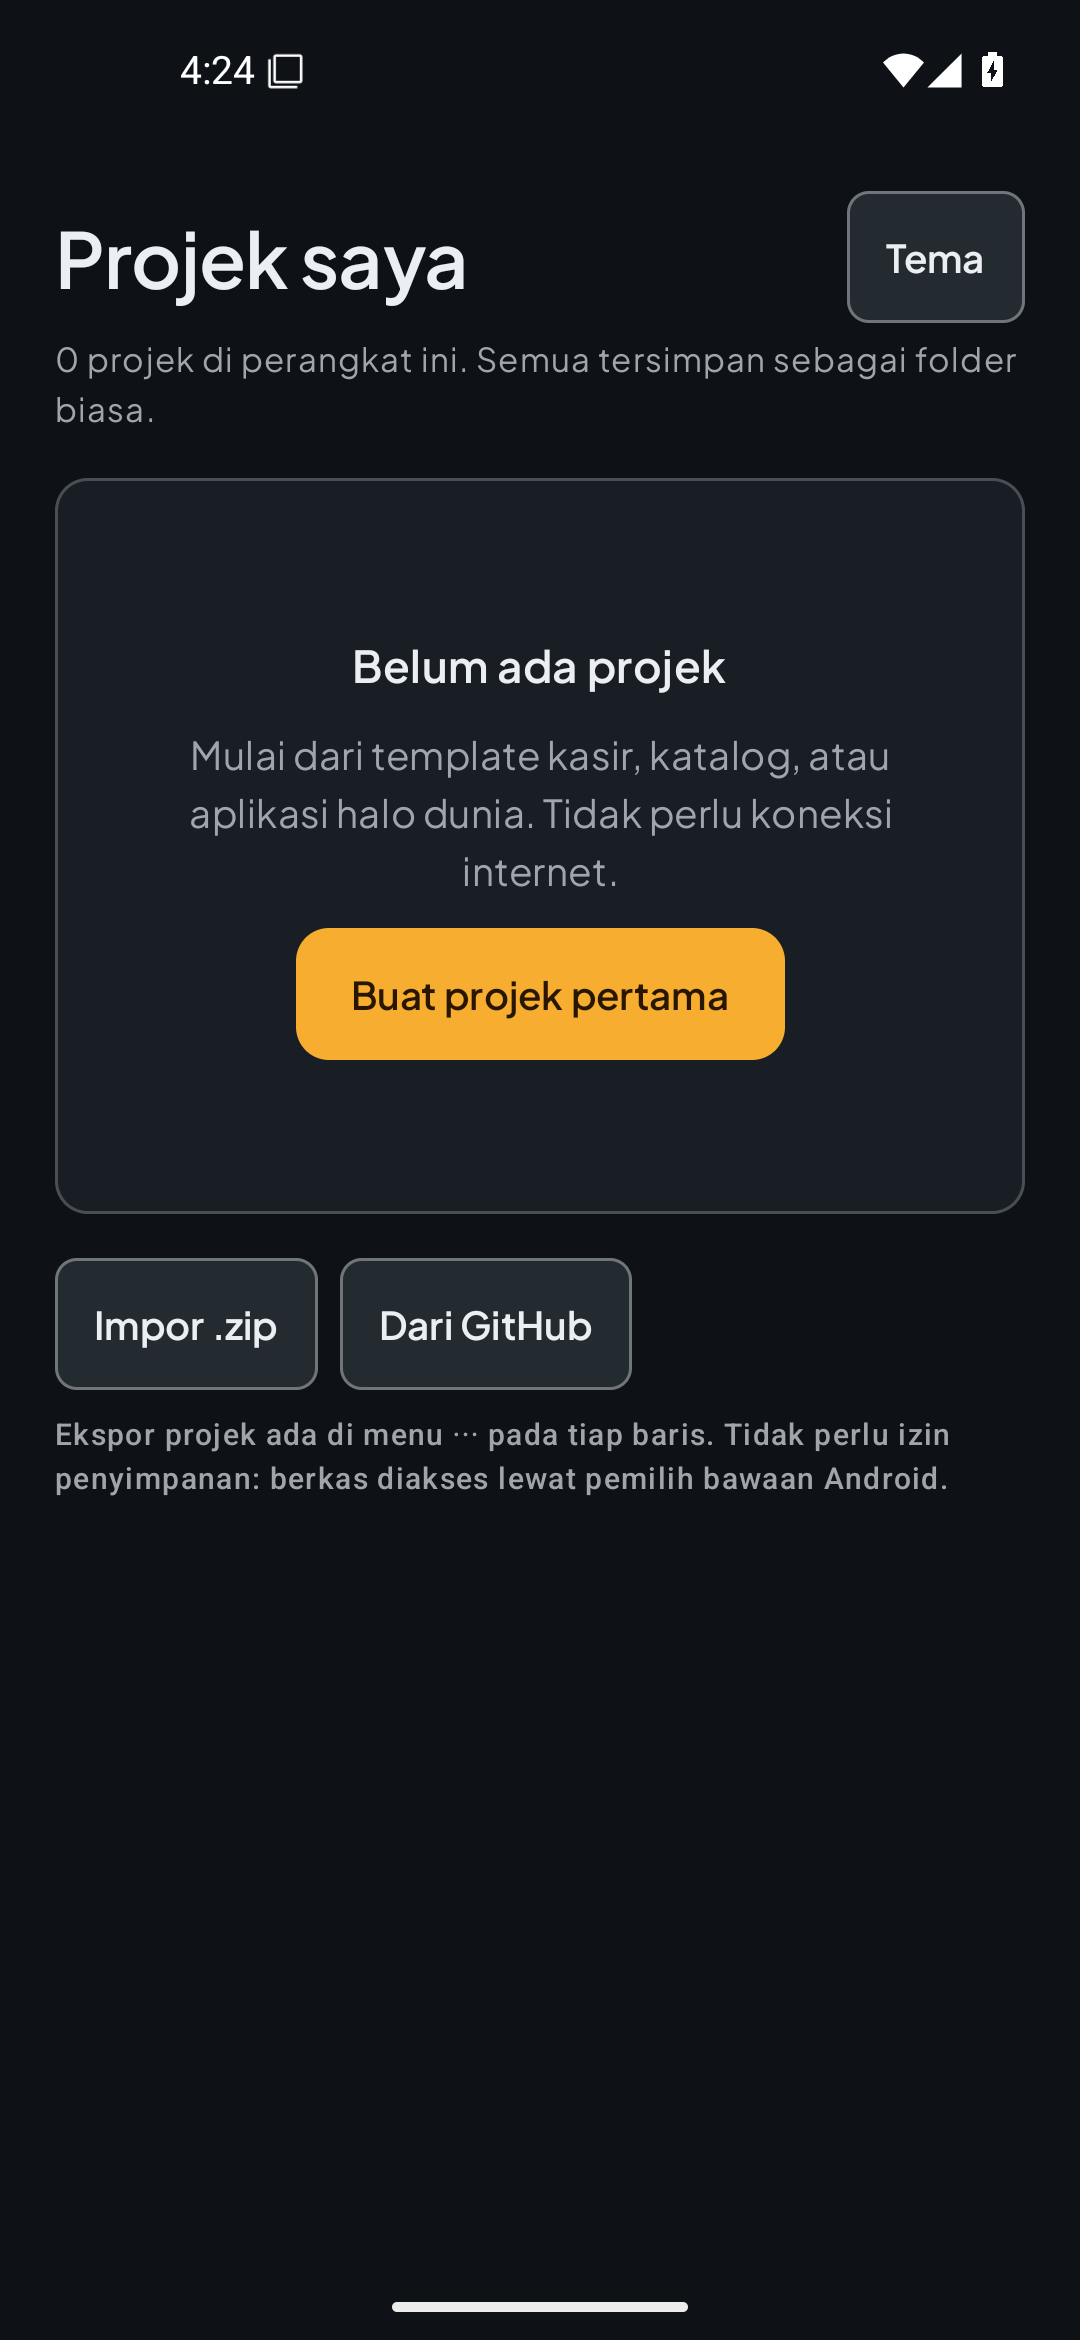 4:24
Projek saya
Tema
0 projek di perangkat ini. Semua tersimpan sebagai folder
biasa.
Belum ada projek
Mulai dari template kasir, katalog, atau
aplikasi halo dunia. Tidak perlu koneksi
internet.
Buat projek pertama
Impor .zip
Dari GitHub
Ekspor projek ada di menu ⋯ pada tiap baris. Tidak perlu izin
penyimpanan: berkas diakses lewat pemilih bawaan Android.